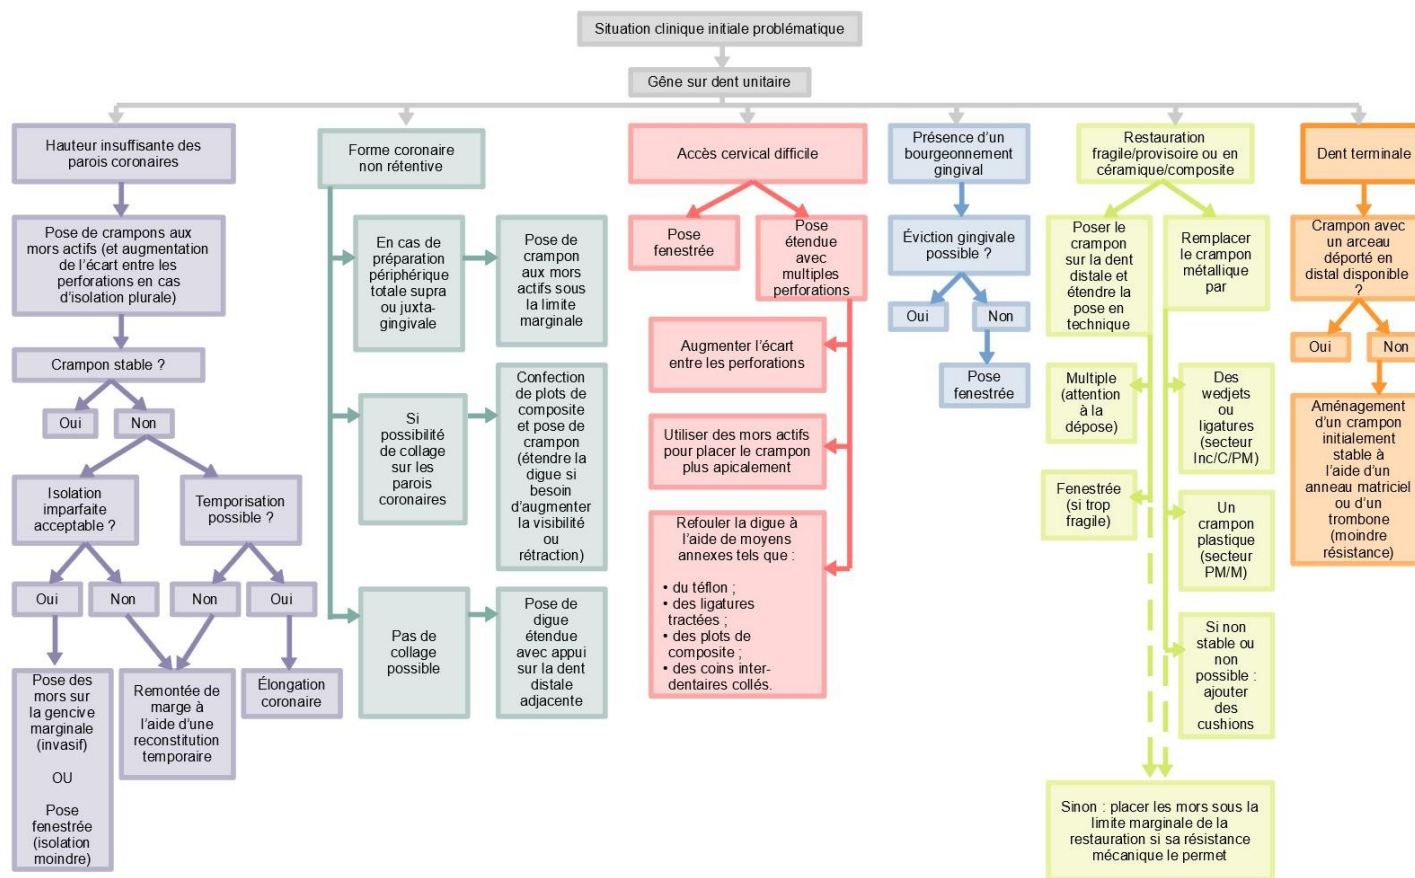 Situation clinique initiale problématique
Gêne sur dent unitaire
Hauteur insuffisante des
parois coronaires
Pose de crampons aux
mors actifs (et augmentation
de l’écart entre les
perforations en cas
d’isolation plurale)
Crampon stable ?
Oui
Non
Isolation
imparfaite
acceptable ?
Temporisation
possible ?
Oui
Non
Non
Oui
Pose des
mors sur
la gencive
marginale
(invasif)
OU
Pose
fenestrée
(isolation
moindre)
Remontée de
marge à
l’aide d’une
reconstitution
temporaire
Élongation
coronaire
Forme coronaire
non rétentive
En cas de
préparation
périphérique
totale supra
ou juxta-
gingivale
Pose de
crampon
aux mors
actifs sous
la limite
marginale
Si
possibilité
de collage
sur les
parois
coronaires
Confection
de plots de
composite
et pose de
crampon
(étendre la
digue si
besoin
d’augmenter
la visibilité
ou
rétraction)
Pas de
collage
possible
Pose de
digue
étendue
avec appui
sur la dent
distale
adjacente
Accès cervical difficile
Pose
fenestrée
Pose
étendue
avec
multiples
perforations
Augmenter l’écart
entre les perforations
Utiliser des mors actifs
pour placer le crampon
plus apicalement
Refouler la digue à
l’aide de moyens
annexes tels que :
• du téflon ;
• des ligatures
tractées ;
• des plots de
composite ;
• des coins inter-
dentaires collés.
Présence d’un
bourgeonnement
gingival
Éviction gingivale
possible ?
Oui
Non
Pose
fenestrée
Restauration
fragile/provisoire ou en
céramique/composite
Poser le
crampon
sur la dent
distale et
étendre la
pose en
technique
Remplacer
le crampon
métallique
par
Multiple
(attention
à la
dépose)
Fenestrée
(si trop
fragile)
Des
wedjets
ou
ligatures
(secteur
Inc/C/PM)
Un
crampon
plastique
(secteur
PM/M)
Si non
stable ou
non
possible :
ajouter
des
cushions
Sinon : placer les mors sous la
limite marginale de la
restauration si sa résistance
mécanique le permet
Dent terminale
Crampon avec
un arceau
déporté en
distal disponible
?
Oui
Non
Aménagement
d’un crampon
initialement
stable à
l’aide d’un
anneau matriciel
ou d’un
trombone
(moindre
résistance)